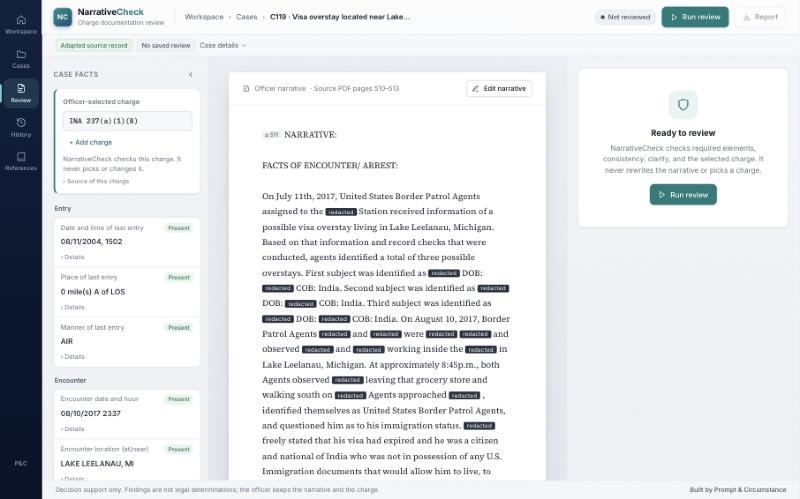 NC
NarrativeCheck
Charge documentation review
Workspace › Cases › C119 · Visa overstay located near Lake...
Not reviewed
Run review
Report
Adapted source record
No saved review
Case details
Workspace
Cases
Review
History
References
P&C
CASE FACTS
Officer-selected charge
INA 237(a)(1)(B)
+ Add charge
NarrativeCheck checks this charge. It
never picks or changes it.
› Source of this charge
Entry
Date and time of last entry
Present
08/11/2004, 1502
› Details
Place of last entry
Present
0 mile(s) A of LOS
› Details
Manner of last entry
Present
AIR
› Details
Encounter
Encounter date and hour
Present
08/10/2017 2337
› Details
Encounter location (at/near)
Present
LAKE LEELANAU, MI
› Details
Officer narrative · Source PDF pages 510–513
Edit narrative
p.511 NARRATIVE:
FACTS OF ENCOUNTER/ ARREST:
On July 11th, 2017, United States Border Patrol Agents
assigned to the redacted Station received information of a
possible visa overstay living in Lake Leelanau, Michigan.
Based on that information and record checks that were
conducted, agents identified a total of three possible
overstays. First subject was identified as redacted DOB:
redacted COB: India. Second subject was identified as redacted
DOB: redacted COB: India. Third subject was identified as
redacted DOB: redacted COB: India. On August 10, 2017, Border
Patrol Agents redacted and redacted were redacted redacted and
observed redacted and redacted working inside the redacted in
Lake Leelanau, Michigan. At approximately 8:45p.m., both
Agents observed redacted leaving that grocery store and
walking south on redacted Agents approached redacted ,
identified themselves as United States Border Patrol Agents,
and questioned him as to his immigration status. redacted
freely stated that his visa had expired and he was a citizen
and national of India who was not in possession of any U.S.
Immigration documents that would allow him to live, to
Ready to review
NarrativeCheck checks required elements,
consistency, clarity, and the selected charge. It
never rewrites the narrative or picks a charge.
Run review
Decision support only. Findings are not legal determinations; the officer keeps the narrative and the charge.
Built by Prompt & Circumstance